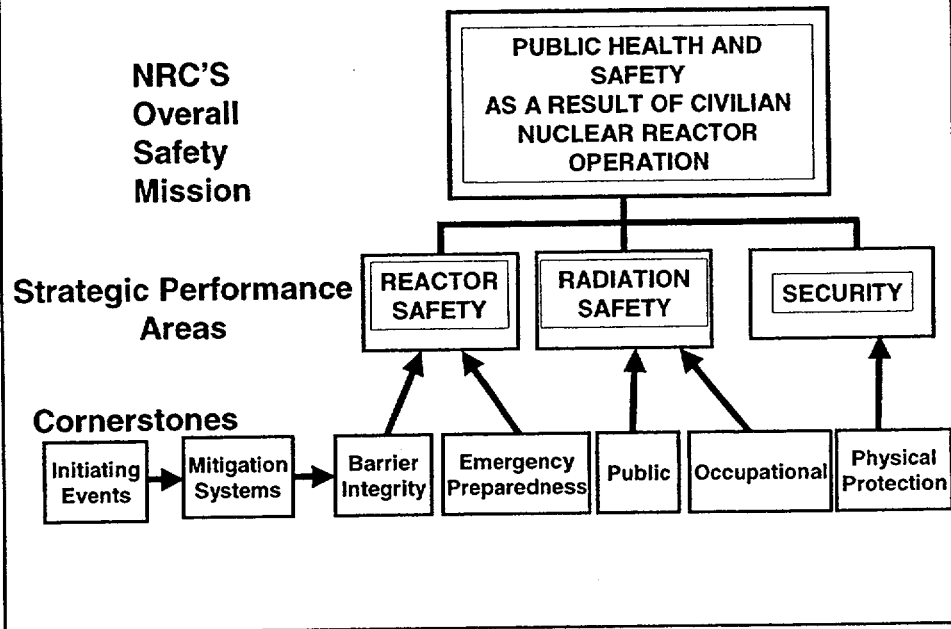 NRC'S
Overall
Safety
Mission
PUBLIC HEALTH AND
SAFETY
AS A RESULT OF CIVILIAN
NUCLEAR REACTOR
OPERATION
Strategic Performance
Areas
REACTOR
SAFETY
RADIATION
SAFETY
SECURITY
Cornerstones
Initiating
Events
Mitigation
Systems
Barrier
Integrity
Emergency
Preparedness
Public
Occupational
Physical
Protection